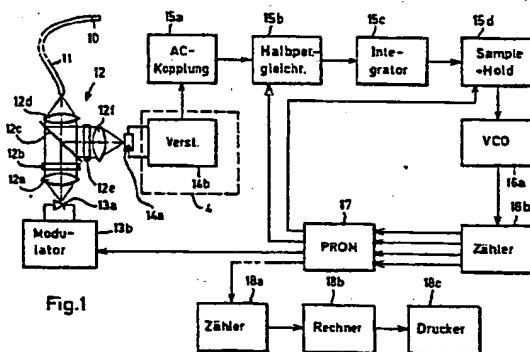 15a
15b
15c
15d
10
11
12
AC-
Kopplung
Halbper-
gleichr.
Inte-
grator
Sample
+Hold
12d
12f
12c
12b
12a
12e
Verst.
14b
14a
4
VCO
16a
13a
Modu-
lator
13b
17
PROM
16b
Zähler
Fig.1
18a
18b
18c
Zähler
Rechner
Drucker